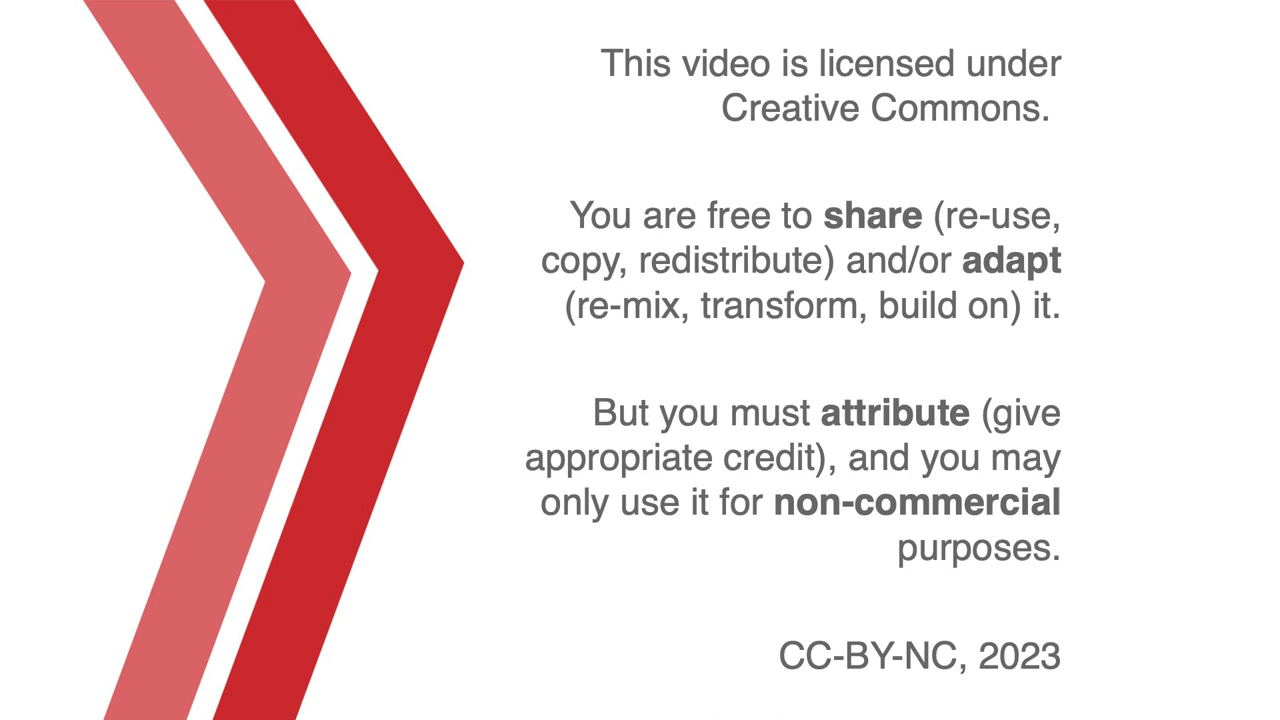 This video is licensed under
Creative Commons.
You are free to share (re-use,
copy, redistribute) and/or adapt
(re-mix, transform, build on) it.
But you must attribute (give
appropriate credit), and you may
only use it for non-commercial
purposes.
CC-BY-NC, 2023